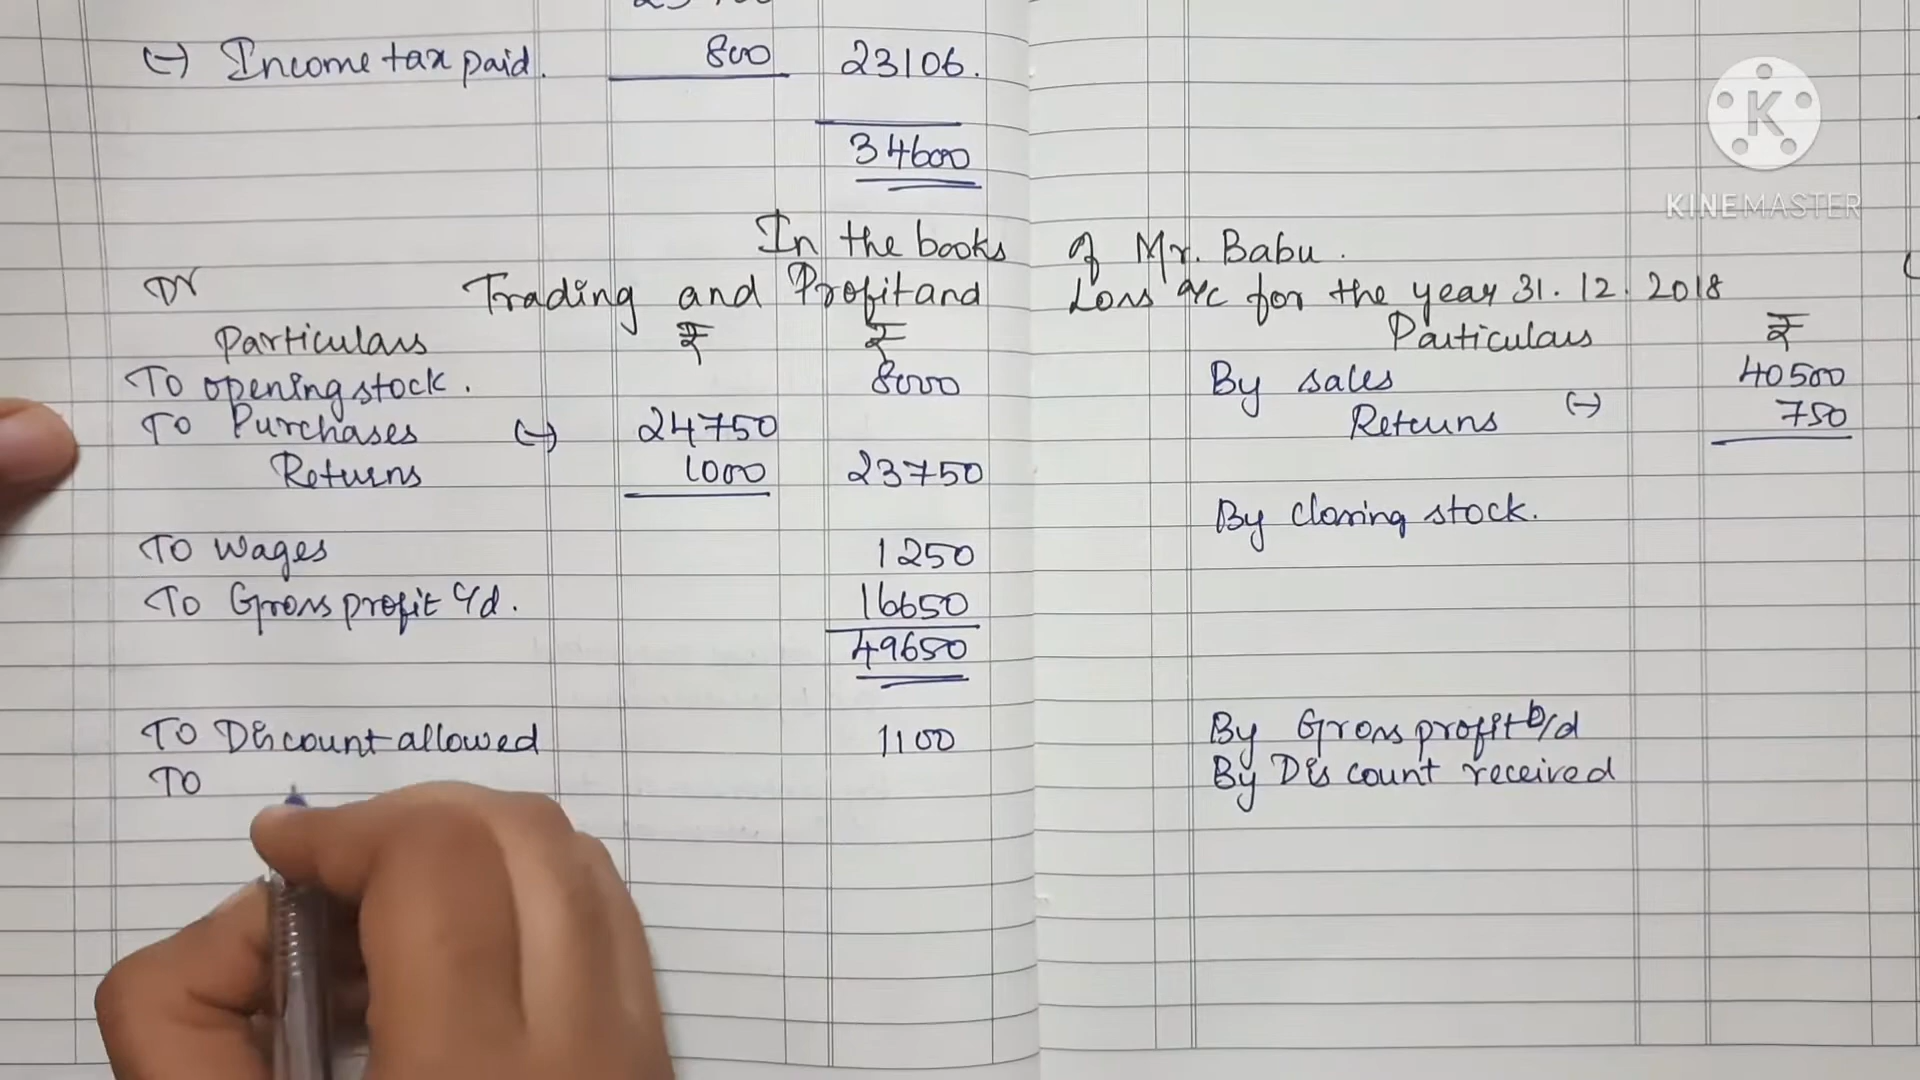 (-) Income tax paid. 800 23106.
34600
In the books of Mr. Babu.
Dr Trading and Profit and Loss a/c for the year 31.12.2018
Particulars ₹ ₹ Particulars ₹
To opening stock. 8000 By sales 40500
To Purchases (-) 24750 Returns (-) 750
Returns 1000 23750
By closing stock.
To wages 1250
To Gross profit c/d. 16650
49650
To Discount allowed 1100 By Gross profit b/d
To By Discount received
K
KINEMASTER